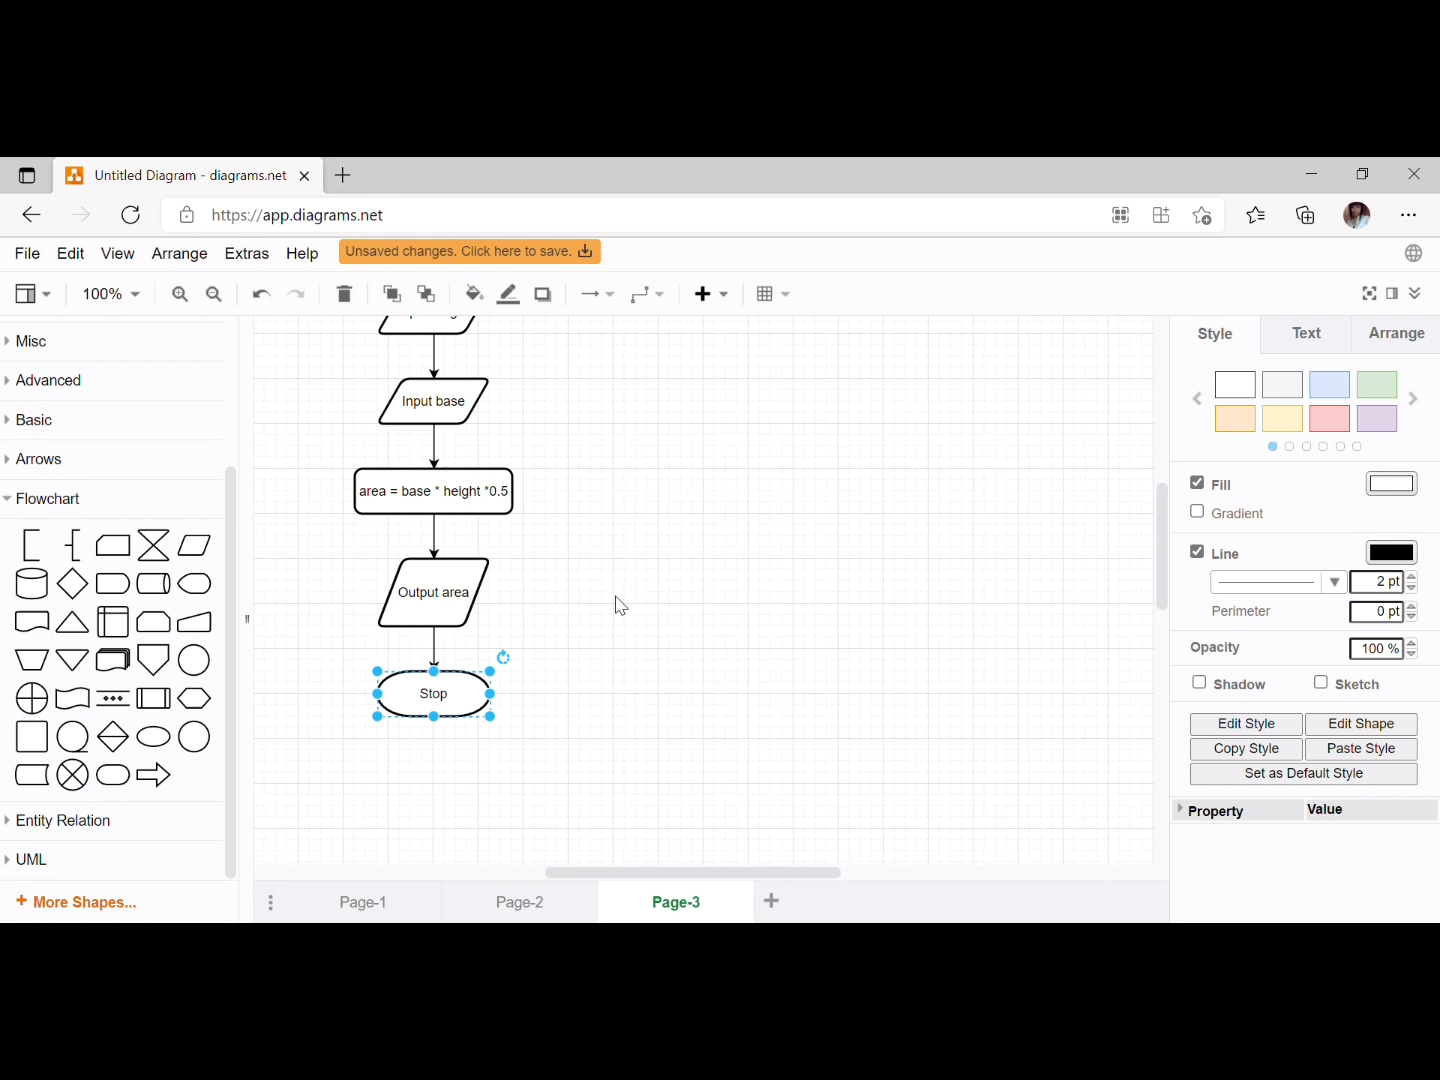 Untitled Diagram - diagrams.net
https://app.diagrams.net
File Edit View Arrange Extras Help Unsaved changes. Click here to save.
100%
Misc
Advanced
Basic
Arrows
Flowchart
Entity Relation
UML
+ More Shapes...
Input base
area = base * height *0.5
Output area
Stop
Page-1 Page-2 Page-3
Style Text Arrange
Fill
Gradient
Line
2 pt
Perimeter 0 pt
Opacity 100 %
Shadow Sketch
Edit Style Edit Shape
Copy Style Paste Style
Set as Default Style
Property Value